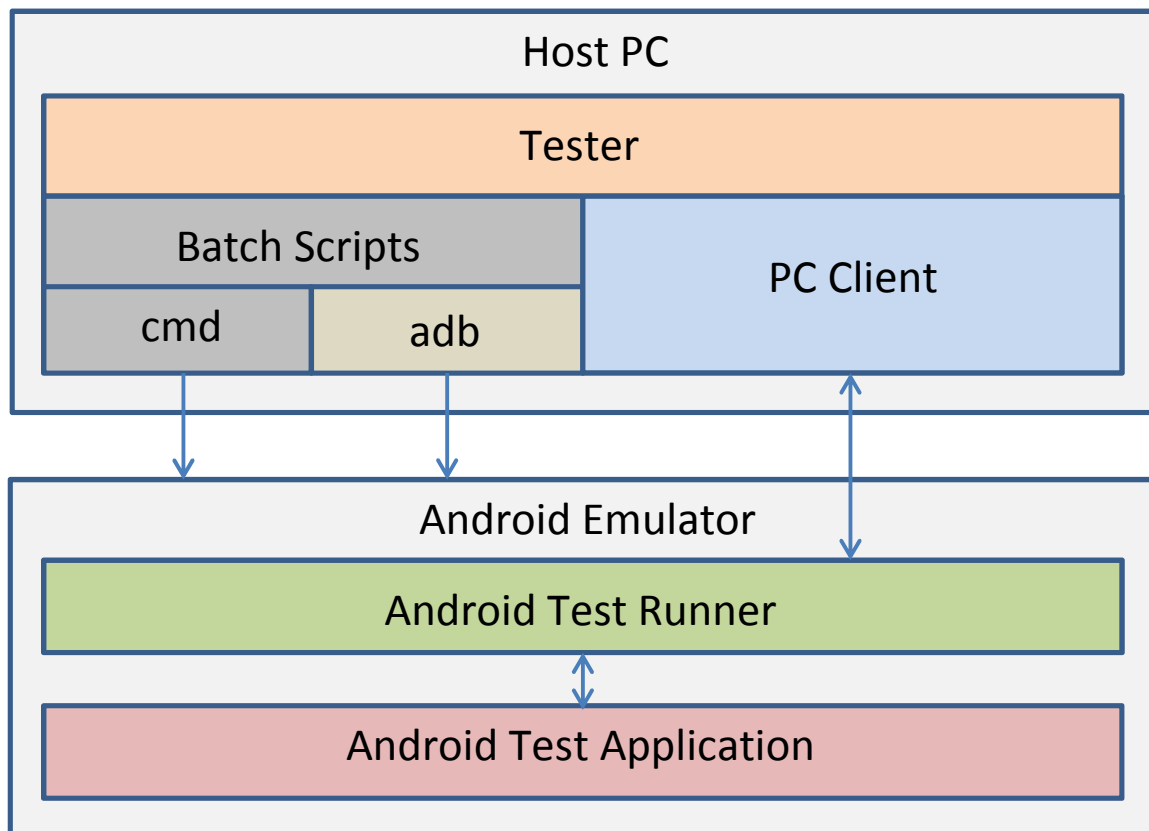 Host PC
Tester
Batch Scripts
PC Client
cmd
adb
Android Emulator
Android Test Runner
Android Test Application